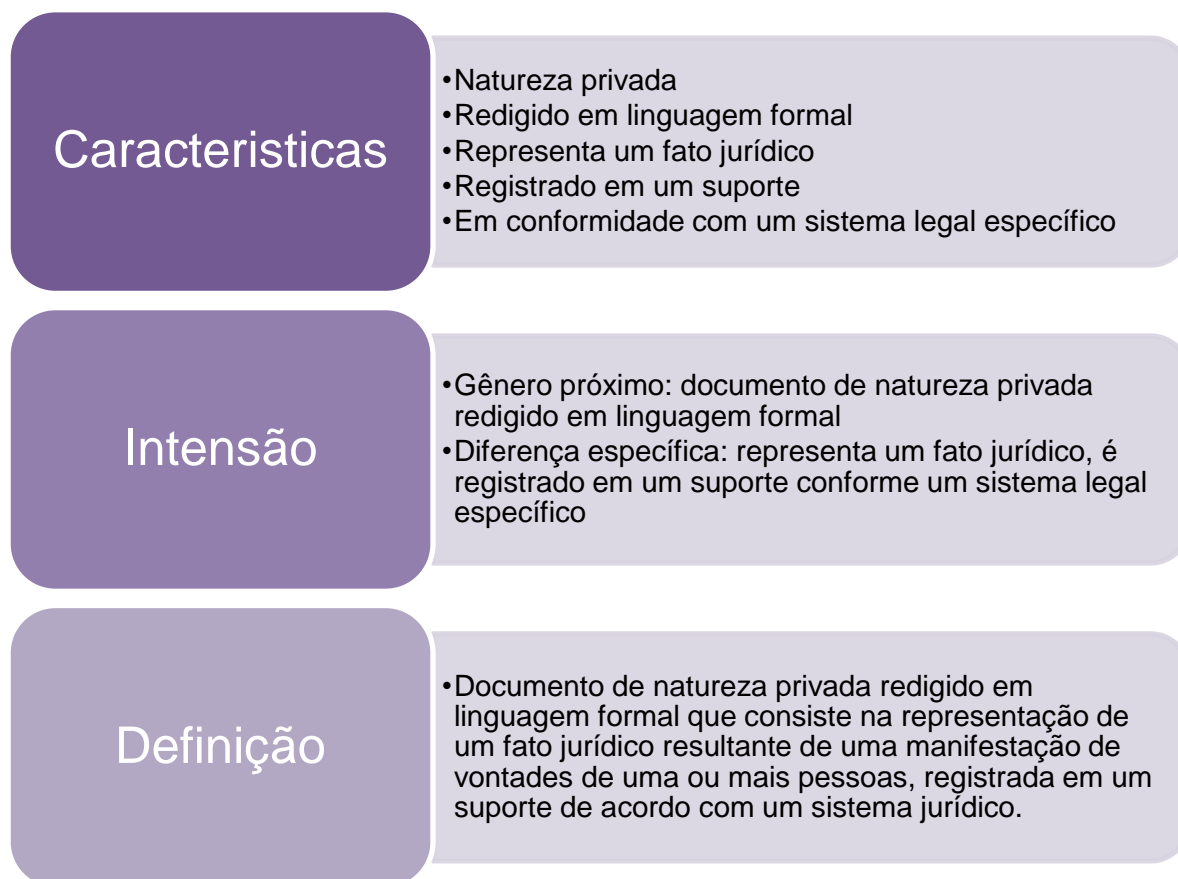 Caracteristicas
•Natureza privada
•Redigido em linguagem formal
•Representa um fato jurídico
•Registrado em um suporte
•Em conformidade com um sistema legal específico
Intensão
•Gênero próximo: documento de natureza privada
redigido em linguagem formal
•Diferença específica: representa um fato jurídico, é
registrado em um suporte conforme um sistema legal
específico
Definição
•Documento de natureza privada redigido em
linguagem formal que consiste na representação de
um fato jurídico resultante de uma manifestação de
vontades de uma ou mais pessoas, registrada em um
suporte de acordo com um sistema jurídico.